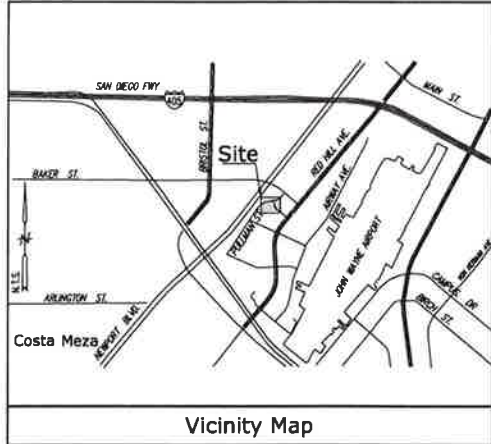 SAN DIEGO FWY
405
MAIN ST.
BRISTOL ST.
Site
RED HILL AVE
BAKER ST.
AIRWAY AVE
PULLMAN ST.
JOHN WAYNE AIRPORT
N.T.S.
CAMPUS DR
BIRCH ST.
ARLINGTON ST.
NEWPORT BLVD.
Costa Meza
Vicinity Map